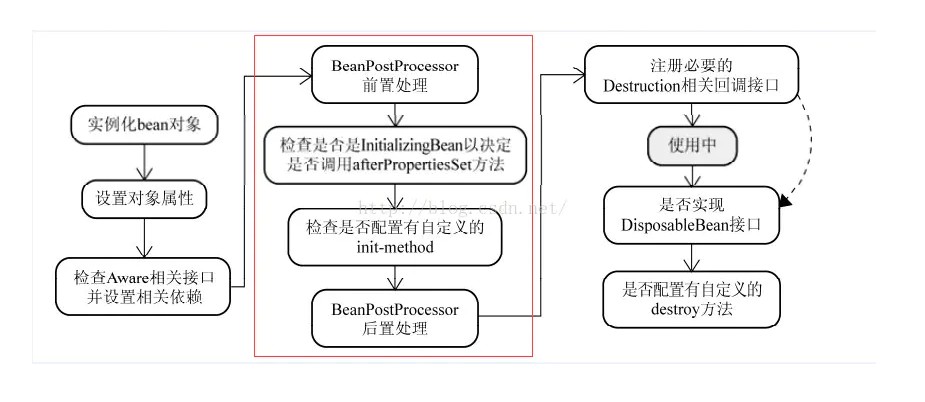 实例化bean对象
设置对象属性
检查Aware相关接口
并设置相关依赖
BeanPostProcessor
前置处理
检查是否是InitializingBean以决定
是否调用afterPropertiesSet方法
检查是否配置有自定义的
init-method
BeanPostProcessor
后置处理
注册必要的
Destruction相关回调接口
使用中
是否实现
DisposableBean接口
是否配置有自定义的
destroy方法
http://blog.csdn.net/